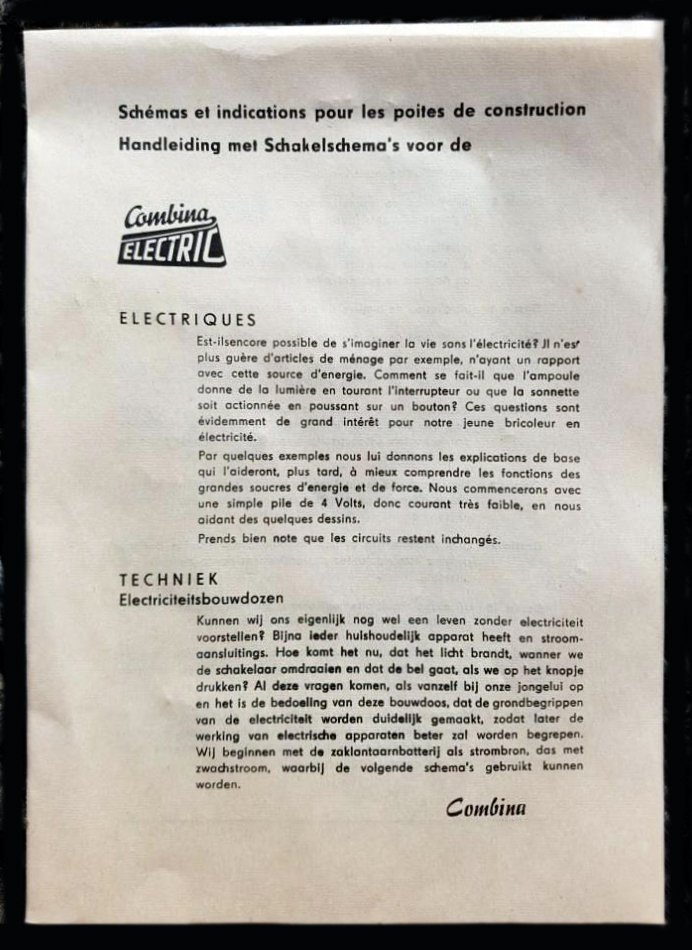 Schémas et indications pour les poites de construction
Handleiding met Schakelschema's voor de
Combina
ELECTRIC
ELECTRIQUES
Est-ilsencore possible de s'imaginer la vie sans l'électricité? Jl n'est
plus guère d'articles de ménage par exemple, n'ayant un rapport
avec cette source d'energie. Comment se fait-il que l'ampoule
donne de la lumière en tourant l'interrupteur ou que la sonnette
soit actionnée en poussant sur un bouton? Ces questions sont
évidemment de grand intérêt pour notre jeune bricoleur en
électricité.
Par quelques exemples nous lui donnons les explications de base
qui l'aideront, plus tard, à mieux comprendre les fonctions des
grandes soucres d'energie et de force. Nous commencerons avec
une simple pile de 4 Volts, donc courant très faible, en nous
aidant des quelques dessins.
Prends bien note que les circuits restent inchangés.
TECHNIEK
Electriciteitsbouwdozen
Kunnen wij ons eigenlijk nog wel een leven zonder electriciteit
voorstellen? Bijna ieder huishoudelijk apparat heeft en stroom-
aansluitings. Hoe komt het nu, dat het licht brandt, wanner we
de schakelaar omdraaien en dat de bel gaat, als we op het knopje
drukken? Al deze vragen komen, als vanzelf bij onze jongelui op
en het is de bedoeling van deze bouwdoos, dat de grondbegrippen
van de electriciteit worden duidelijk gemaakt, zodat later de
werking van electrische apparaten beter zal worden begrepen.
Wij beginnen met de zaklantaarnbatterij als strombron, das met
zwachstroom, waarbij de volgende schema's gebruikt kunnen
worden.
Combina